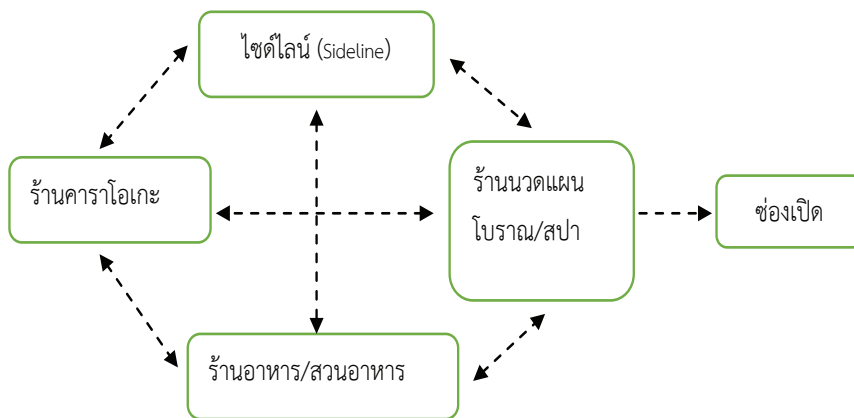 ไซด์ไลน์ (Sideline)
ร้านคาราโอเกะ
ร้านนวดแผน
โบราณ/สปา
ซ่องเปิด
ร้านอาหาร/สวนอาหาร